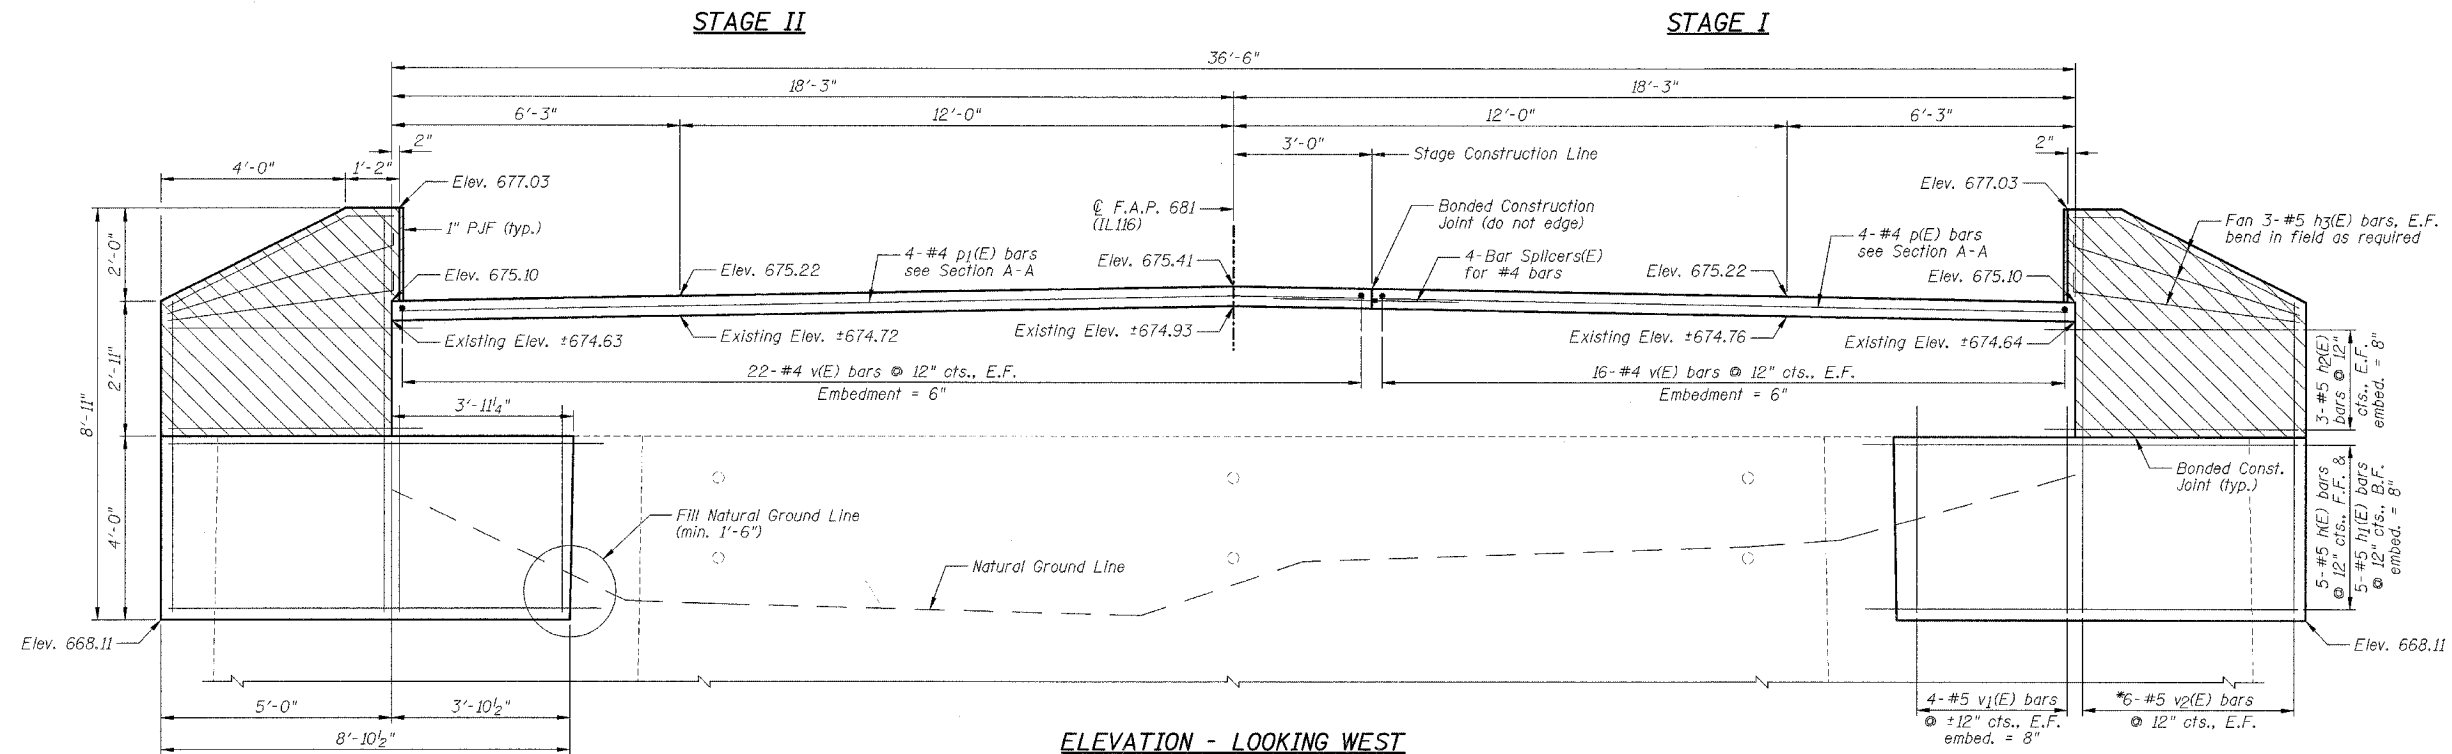 STAGE II
STAGE I
36'-6"
18'-3"
18'-3"
6'-3"
12'-0"
12'-0"
6'-3"
2"
3'-0"
Stage Construction Line
2"
4'-0"
1'-2"
Elev. 677.03
Elev. 677.03
1" PJF (typ.)
℄ F.A.P. 681
(IL116)
Bonded Construction
Joint (do not edge)
Fan 3-#5 h3(E) bars, E.F.
bend in field as required
2'-0"
4-#4 p1(E) bars
see Section A-A
4-#4 p(E) bars
see Section A-A
Elev. 675.10
Elev. 675.22
Elev. 675.41
4-Bar Splicers(E)
for #4 bars
Elev. 675.22
Elev. 675.10
Existing Elev. ±674.63
Existing Elev. ±674.72
Existing Elev. ±674.93
Existing Elev. ±674.76
Existing Elev. ±674.64
2'-11"
8'-11"
22-#4 v(E) bars @ 12" cts., E.F.
Embedment = 6"
16-#4 v(E) bars @ 12" cts., E.F.
Embedment = 6"
3-#5 h2(E)
bars @ 12"
cts., E.F.
embed. = 8"
3'-11¼"
4'-0"
Fill Natural Ground Line
(min. 1'-6")
Natural Ground Line
Bonded Const.
Joint (typ.)
5-#5 h(E) bars
@ 12" cts., F.F. &
5-#5 h1(E) bars
@ 12" cts., B.F.
embed. = 8"
Elev. 668.11
Elev. 668.11
5'-0"
3'-10½"
8'-10½"
4-#5 v1(E) bars
@ ±12" cts., E.F.
embed. = 8"
*6-#5 v2(E) bars
@ 12" cts., E.F.
ELEVATION - LOOKING WEST